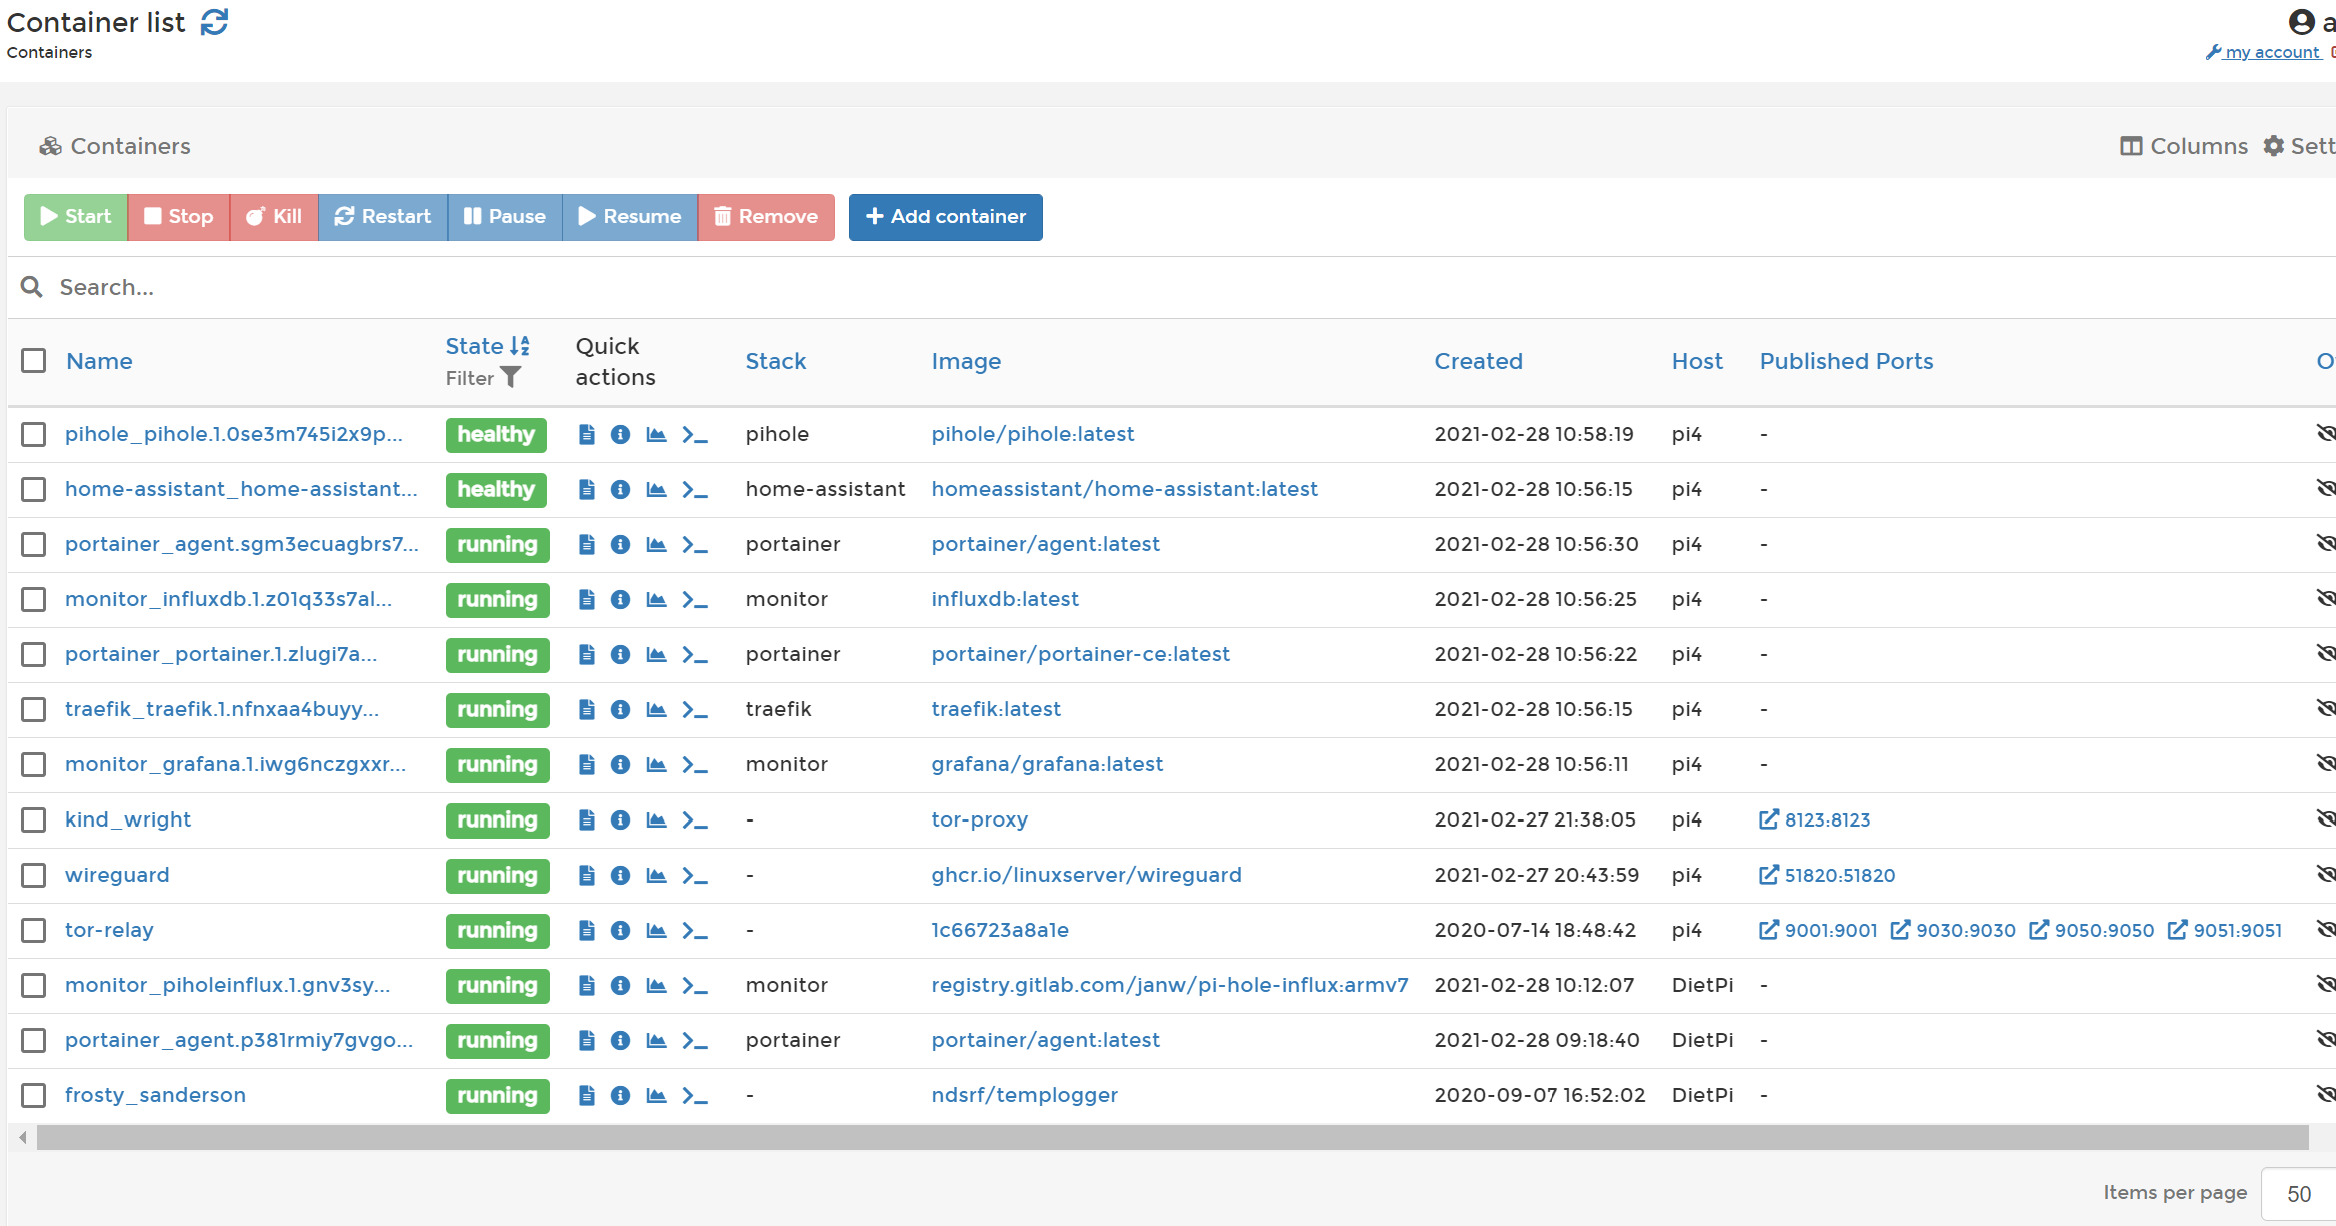 Container list
a
Containers
my account
Containers
Columns
Sett
Start
Stop
Kill
Restart
Pause
Resume
Remove
Add container
Search...
Name
State
Filter
Quick actions
Stack
Image
Created
Host
Published Ports
O
pihole_pihole.1.0se3m745i2x9p... healthy pihole pihole/pihole:latest 2021-02-28 10:58:19 pi4 -
home-assistant_home-assistant... healthy home-assistant homeassistant/home-assistant:latest 2021-02-28 10:56:15 pi4 -
portainer_agent.sgm3ecuagbrs7... running portainer portainer/agent:latest 2021-02-28 10:56:30 pi4 -
monitor_influxdb.1.z01q33s7al... running monitor influxdb:latest 2021-02-28 10:56:25 pi4 -
portainer_portainer.1.zlugi7a... running portainer portainer/portainer-ce:latest 2021-02-28 10:56:22 pi4 -
traefik_traefik.1.nfnxaa4buyy... running traefik traefik:latest 2021-02-28 10:56:15 pi4 -
monitor_grafana.1.iwg6nczgxxr... running monitor grafana/grafana:latest 2021-02-28 10:56:11 pi4 -
kind_wright running - tor-proxy 2021-02-27 21:38:05 pi4 8123:8123
wireguard running - ghcr.io/linuxserver/wireguard 2021-02-27 20:43:59 pi4 51820:51820
tor-relay running - 1c66723a8a1e 2020-07-14 18:48:42 pi4 9001:9001 9030:9030 9050:9050 9051:9051
monitor_piholeinflux.1.gnv3sy... running monitor registry.gitlab.com/janw/pi-hole-influx:armv7 2021-02-28 10:12:07 DietPi -
portainer_agent.p381rmiy7gvgo... running portainer portainer/agent:latest 2021-02-28 09:18:40 DietPi -
frosty_sanderson running - ndsrf/templogger 2020-09-07 16:52:02 DietPi -
Items per page 50